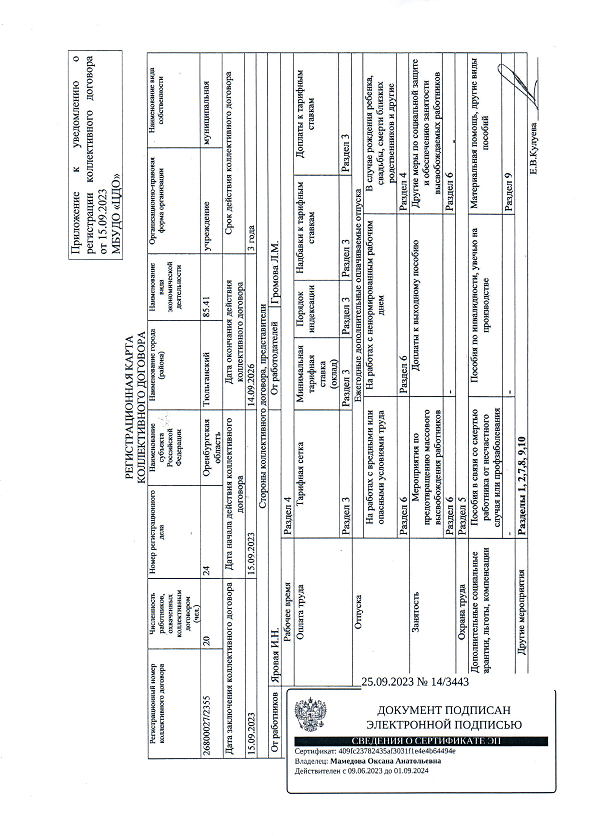 Приложение к уведомлению о
регистрации коллективного договора
от 15.09.2023
МБУДО «ЦДО»
РЕГИСТРАЦИОННАЯ КАРТА
КОЛЛЕКТИВНОГО ДОГОВОРА
Регистрационный номер
коллективного договора
Численность
работников,
охваченных
коллективным
договором
(чел.)
Номер регистрационного
дела
Наименование
субъекта
Российской
Федерации
Наименование города
(района)
Наименование
вида
экономической
деятельности
Организационно-правовая
форма организации
Наименование вида
собственности
26800027/2355
20
24
Оренбургская
область
Тюльганский
85.41
учреждение
муниципальная
Дата заключения коллективного договора
Дата начала действия коллективного
договора
Дата окончания действия
коллективного договора
Срок действия коллективного договора
15.09.2023
15.09.2023
14.09.2026
3 года
Стороны коллективного договора, представители
От работников
Яровая И.Н.
От работодателей
Громова Л.М.
Рабочее время
Раздел 4
Оплата труда
Тарифная сетка
Минимальная
тарифная
ставка
(оклад)
Порядок
индексации
Надбавки к тарифным
ставкам
Доплаты к тарифным
ставкам
Раздел 3
Раздел 3
Раздел 3
Раздел 3
Раздел 3
Отпуска
Ежегодные дополнительные оплачиваемые отпуска
На работах с вредными или
опасными условиями труда
На работах с ненормированным рабочим
днем
В случае рождения ребенка,
свадьбы, смерти близких
родственников и другие
Раздел 6
Раздел 6
Раздел 4
Занятость
Мероприятия по
предотвращению массового
высвобождения работников
Доплаты к выходному пособию
Другие меры по социальной защите
и обеспечению занятости
высвобождаемых работников
Раздел 6
-
Раздел 6
Охрана труда
Раздел 5
-
Дополнительные социальные
гарантии, льготы, компенсации
Пособия в связи со смертью
работника от несчастного
случая или профзаболевания
Пособия по инвалидности, увечью на
производстве
Материальная помощь, другие виды
пособий
-
-
Раздел 9
Другие мероприятия
Разделы 1, 2,7,8, 9,10
Е.В.Кулуева
25.09.2023 № 14/3443
ДОКУМЕНТ ПОДПИСАН
ЭЛЕКТРОННОЙ ПОДПИСЬЮ
СВЕДЕНИЯ О СЕРТИФИКАТЕ ЭП
Сертификат: 409fc23782435af3031f1e4e4b64494e
Владелец: Мамедова Оксана Анатольевна
Действителен с 09.06.2023 до 01.09.2024